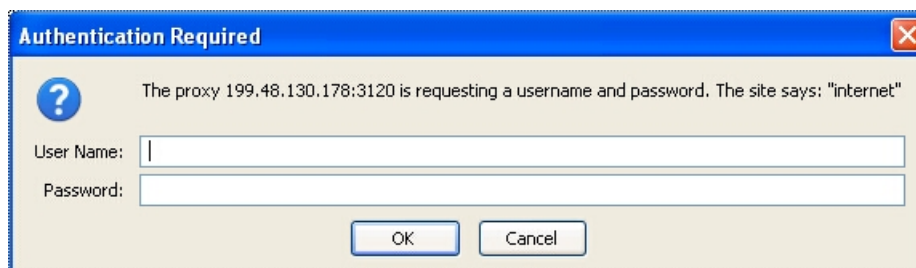 Authentication Required
The proxy 199.48.130.178:3120 is requesting a username and password. The site says: "internet"
User Name:
Password:
OK
Cancel